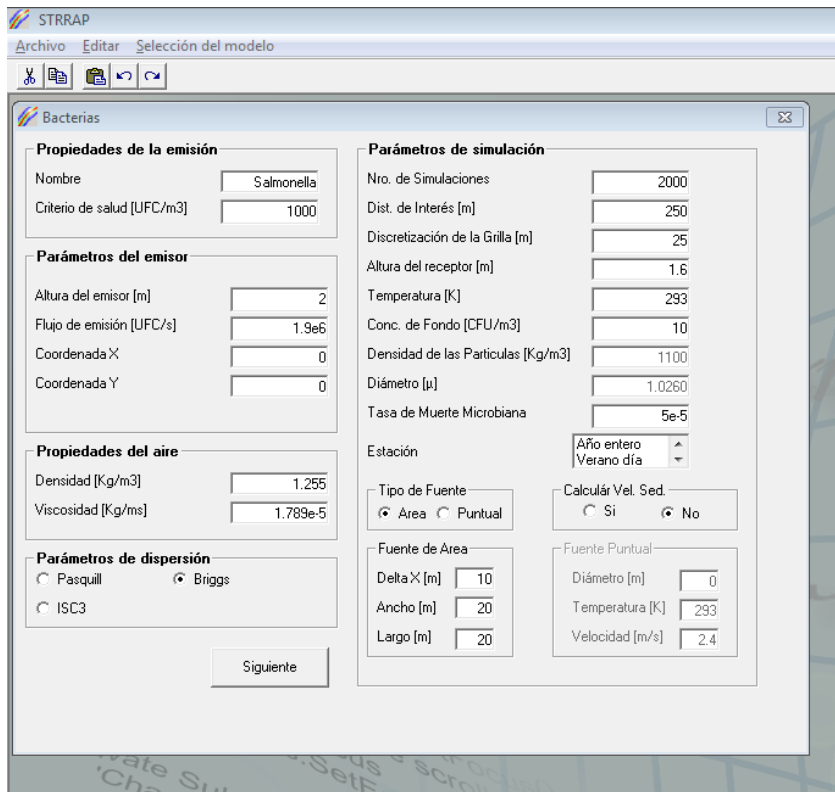 STRRAP
Archivo Editar Selección del modelo
Bacterias
Propiedades de la emisión
Nombre Salmonella
Criterio de salud [UFC/m3] 1000
Parámetros del emisor
Altura del emisor [m] 2
Flujo de emisión [UFC/s] 1.9e6
Coordenada X 0
Coordenada Y 0
Propiedades del aire
Densidad [Kg/m3] 1.255
Viscosidad [Kg/ms] 1.789e-5
Parámetros de dispersión
Pasquill Briggs
ISC3
Siguiente
Parámetros de simulación
Nro. de Simulaciones 2000
Dist. de Interés [m] 250
Discretización de la Grilla [m] 25
Altura del receptor [m] 1.6
Temperatura [K] 293
Conc. de Fondo [CFU/m3] 10
Densidad de las Particulas [Kg/m3] 1100
Diámetro [µ] 1.0260
Tasa de Muerte Microbiana 5e-5
Estación Año entero
Verano día
Tipo de Fuente
Area Puntual
Calculár Vel. Sed.
Si No
Fuente de Area
Delta X [m] 10
Ancho [m] 20
Largo [m] 20
Fuente Puntual
Diámetro [m] 0
Temperatura [K] 293
Velocidad [m/s] 2.4